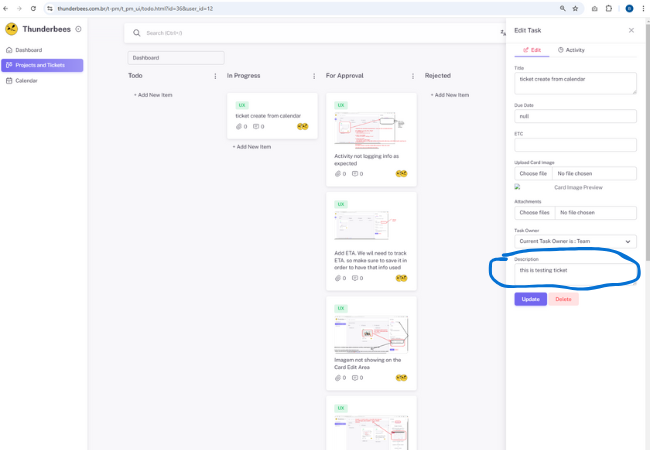 thunderbees.com.br/t-pm/t_pm_ui/todo.html?id=35&user_id=12
Thunderbees
Dashboard
Projects and Tickets
Calendar
Search (Ctrl+/)
Dashboard
Todo
+ Add New Item
In Progress
UX
ticket create from calendar
0 0
+ Add New Item
For Approval
UX
Activity not logging info as
expected
0 0
UX
Add ETA. We wil need to track
ETA, so make sure to save it in
order to have that info used
0 0
UX
Imagem not showing on the
Card Edit Area
0 0
UX
Rejected
+ Add New Item
Edit Task
Edit
Activity
Title
ticket create from calendar
Due Date
null
ETC
Upload Card Image
Choose file No file chosen
Card Image Preview
Attachments
Choose files No file chosen
Task Owner
Current Task Owner is : Team
Description
this is testing ticket
Update
Delete